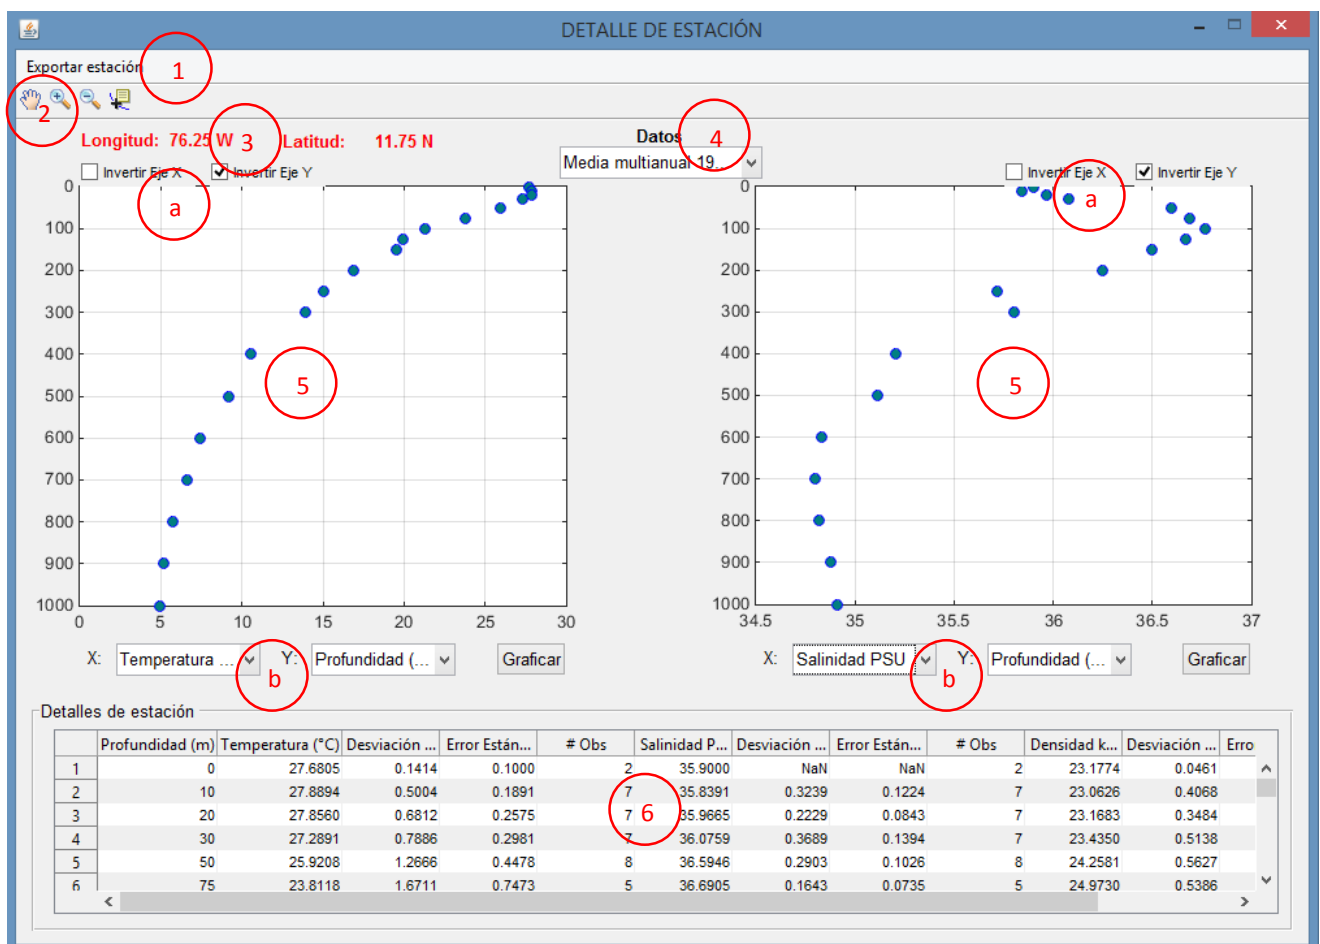 DETALLE DE ESTACIÓN
Exportar estación
1
2
Longitud: 76.25 W 3 Latitud: 11.75 N
Datos 4
Media multianual 19...
Invertir Eje X Invertir Eje Y
Invertir Eje X Invertir Eje Y
a
a
0
100
200
300
400
500
600
700
800
900
1000
0 5 10 15 20 25 30
5
0
100
200
300
400
500
600
700
800
900
1000
34.5 35 35.5 36 36.5 37
5
X: Temperatura ... Y: Profundidad (... Graficar
b
X: Salinidad PSU Y: Profundidad (... Graficar
b
Detalles de estación
Profundidad (m) Temperatura (°C) Desviación ... Error Están... # Obs Salinidad P... Desviación ... Error Están... # Obs Densidad k... Desviación ... Erro
1 0 27.6805 0.1414 0.1000 2 35.9000 NaN NaN 2 23.1774 0.0461
2 10 27.8894 0.5004 0.1891 7 35.8391 0.3239 0.1224 7 23.0626 0.4068
3 20 27.8560 0.6812 0.2575 7 35.9665 0.2229 0.0843 7 23.1683 0.3484
4 30 27.2891 0.7886 0.2981 7 36.0759 0.3689 0.1394 7 23.4350 0.5138
5 50 25.9208 1.2666 0.4478 8 36.5946 0.2903 0.1026 8 24.2581 0.5627
6 75 23.8118 1.6711 0.7473 5 36.6905 0.1643 0.0735 5 24.9730 0.5386
6